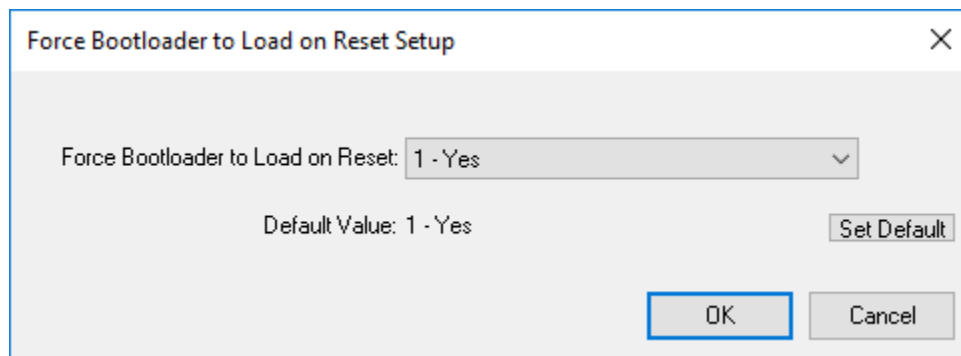 Force Bootloader to Load on Reset Setup
Force Bootloader to Load on Reset: 1 - Yes
Default Value: 1 - Yes Set Default
OK Cancel